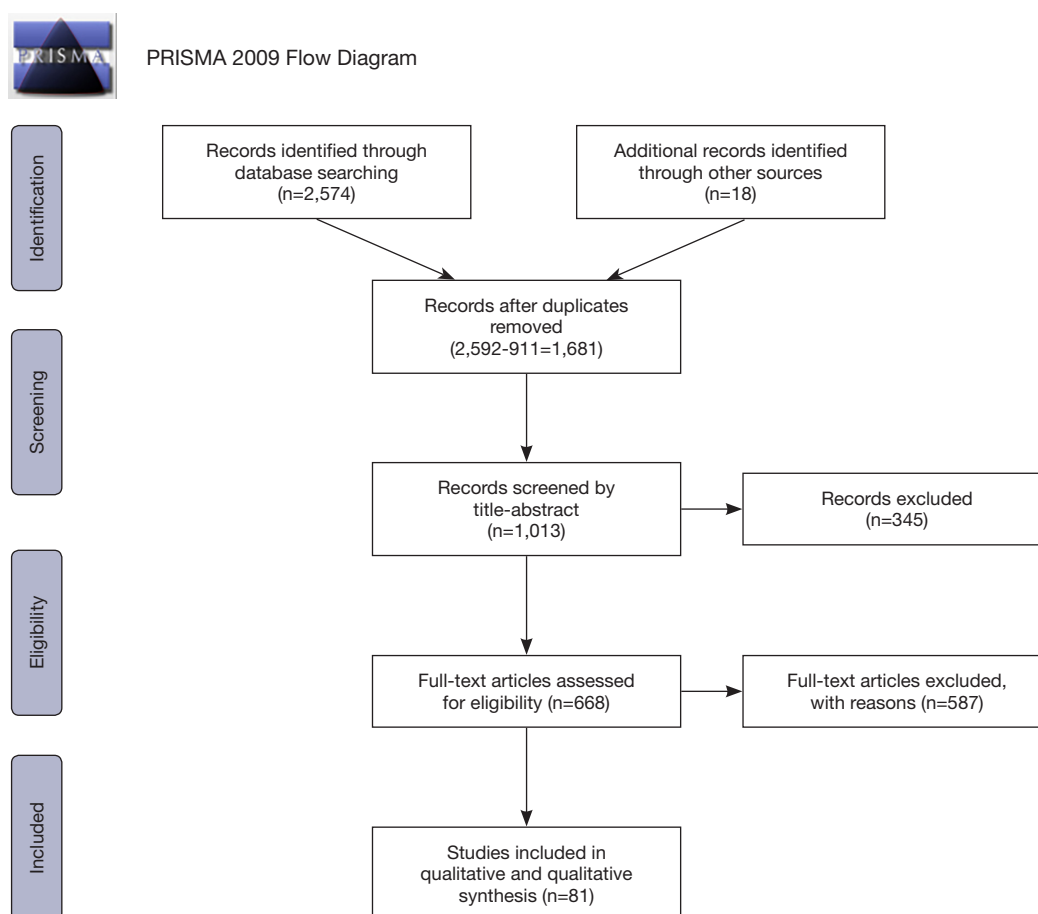 PRISMA
PRISMA 2009 Flow Diagram
Identification
Records identified through
database searching
(n=2,574)
Additional records identified
through other sources
(n=18)
Records after duplicates
removed
(2,592-911=1,681)
Screening
Records screened by
title-abstract
(n=1,013)
Records excluded
(n=345)
Eligibility
Full-text articles assessed
for eligibility (n=668)
Full-text articles excluded,
with reasons (n=587)
Included
Studies included in
qualitative and qualitative
synthesis (n=81)